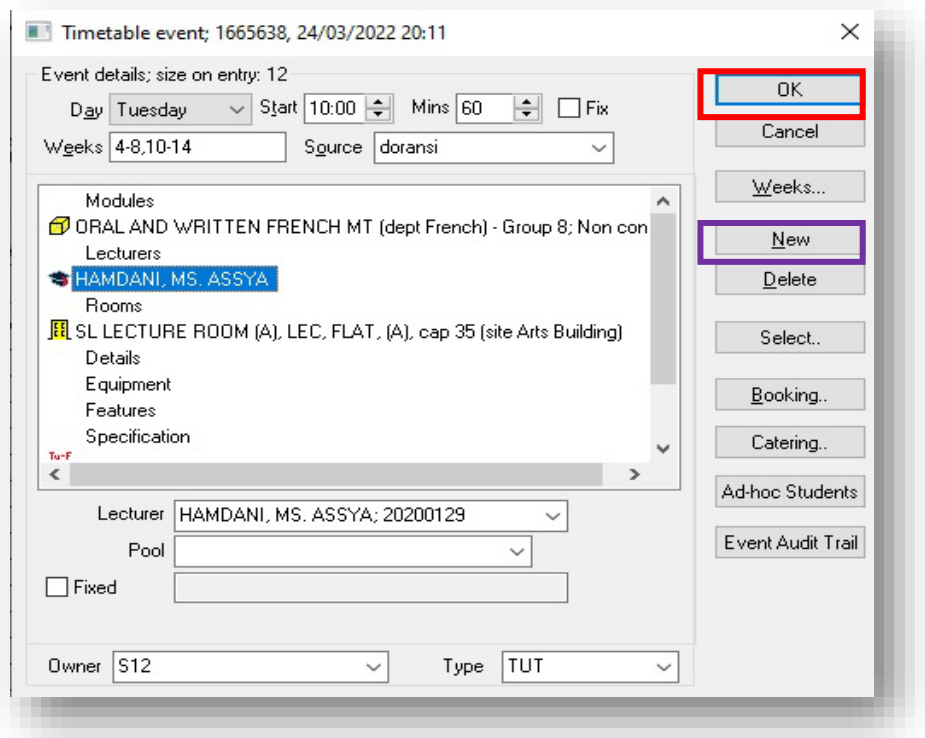 Timetable event; 1665638, 24/03/2022 20:11
Event details; size on entry: 12
Day Tuesday Start 10:00 Mins 60 Fix
Weeks 4-8,10-14 Source doransi
Modules
ORAL AND WRITTEN FRENCH MT (dept French) - Group 8; Non con
Lecturers
HAMDANI, MS. ASSYA
Rooms
SL LECTURE ROOM (A), LEC, FLAT, (A), cap 35 (site Arts Building)
Details
Equipment
Features
Specification
Tu-F
Lecturer HAMDANI, MS. ASSYA; 20200129
Pool
Fixed
Owner S12 Type TUT
OK
Cancel
Weeks...
New
Delete
Select..
Booking..
Catering..
Ad-hoc Students
Event Audit Trail